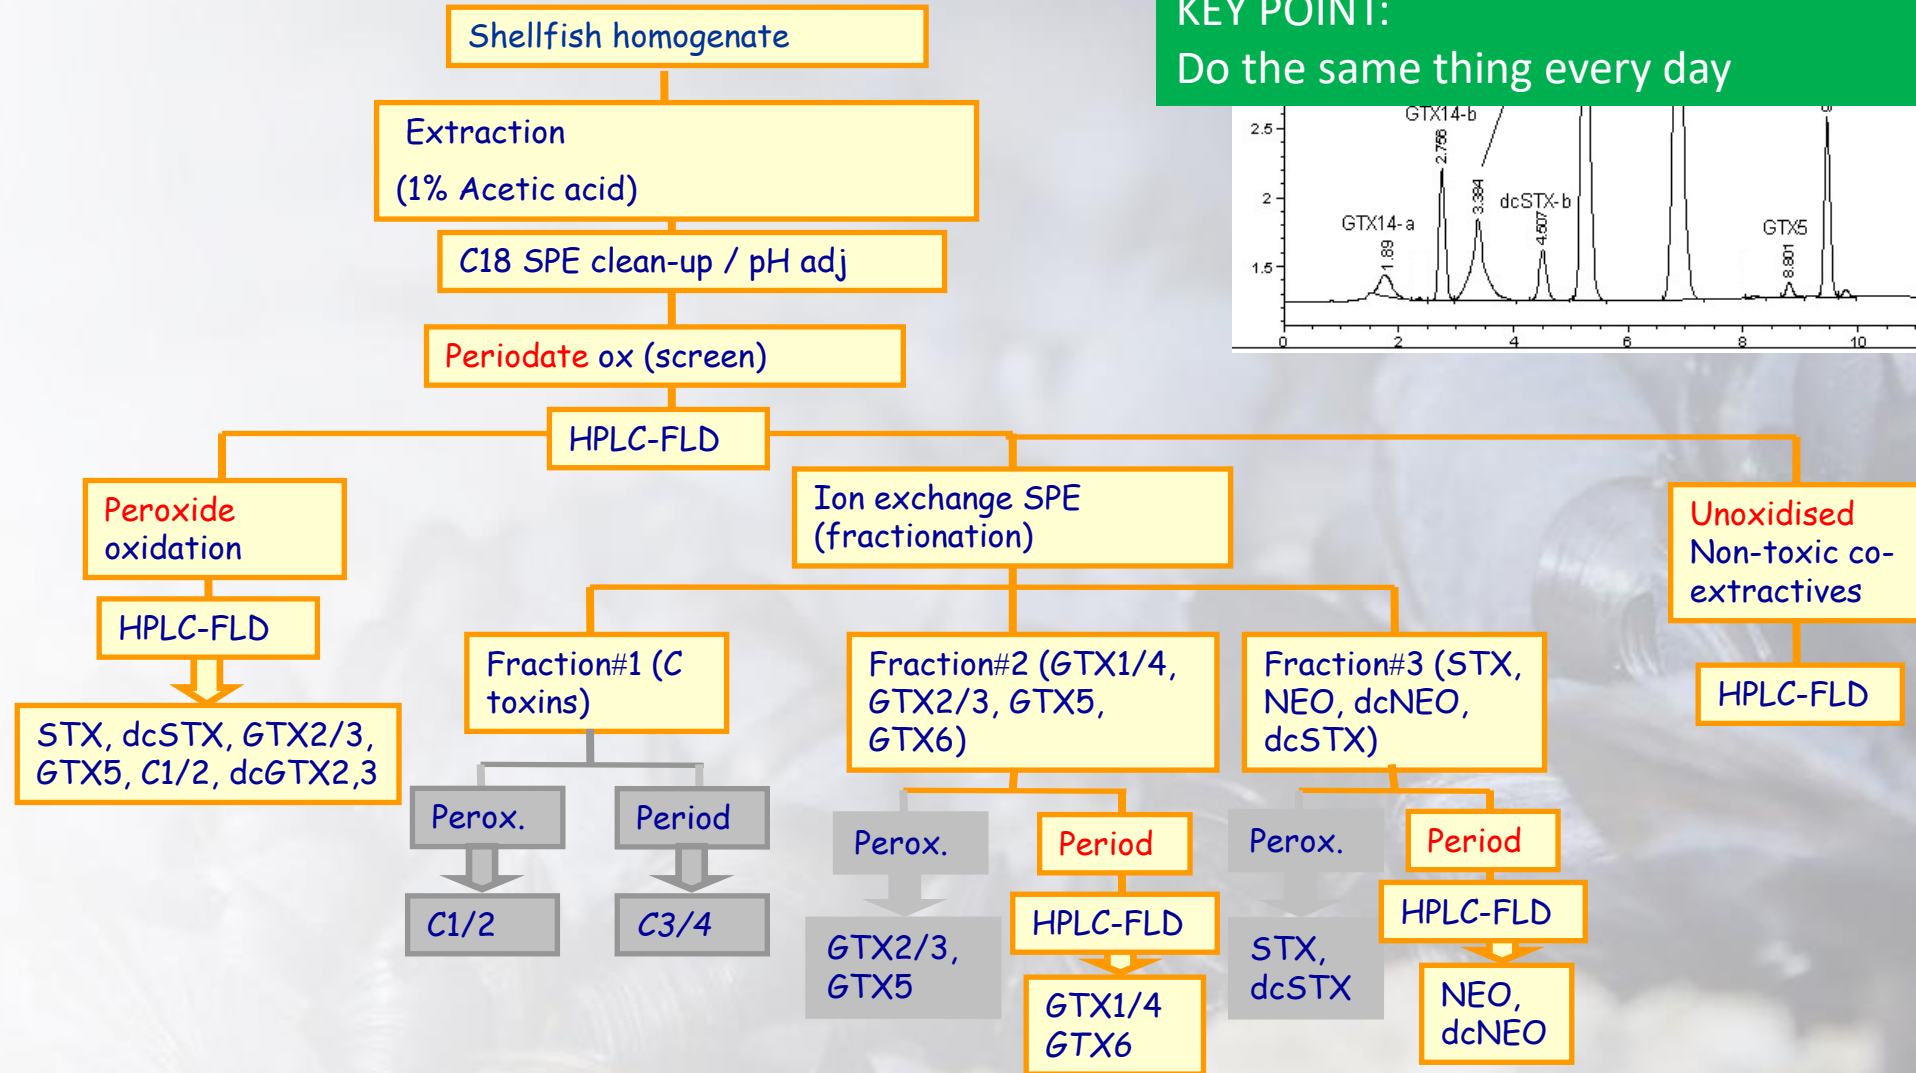 KEY POINT:
Do the same thing every day
Shellfish homogenate
Extraction
(1% Acetic acid)
C18 SPE clean-up / pH adj
Periodate ox (screen)
HPLC-FLD
2.5
2
1.5
GTX14-a
1.89
GTX14-b
2.756
3.384
dcSTX-b
4.507
GTX5
8.801
0
2
4
6
8
10
Peroxide
oxidation
HPLC-FLD
STX, dcSTX, GTX2/3,
GTX5, C1/2, dcGTX2,3
Ion exchange SPE
(fractionation)
Unoxidised
Non-toxic co-
extractives
HPLC-FLD
Fraction#1 (C
toxins)
Perox.
C1/2
Period
C3/4
Fraction#2 (GTX1/4,
GTX2/3, GTX5,
GTX6)
Perox.
GTX2/3,
GTX5
Period
HPLC-FLD
GTX1/4
GTX6
Fraction#3 (STX,
NEO, dcNEO,
dcSTX)
Perox.
STX,
dcSTX
Period
HPLC-FLD
NEO,
dcNEO